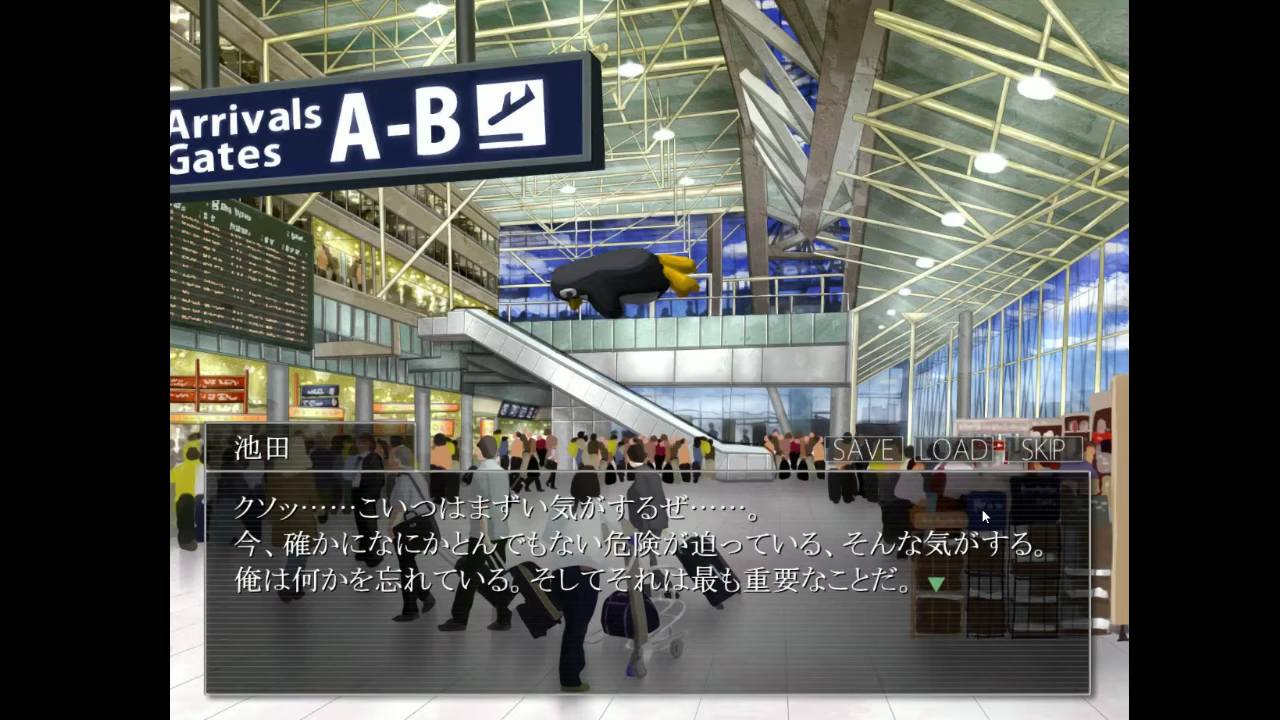 Arrivals
Gates
A-B
池田
SAVE
LOAD
SKIP
クソッ……こいつはまずい気がするぜ……。
今、確かになにかとんでもない危険が迫っている、そんな気がする。
俺は何かを忘れている。そしてそれは最も重要なことだ。